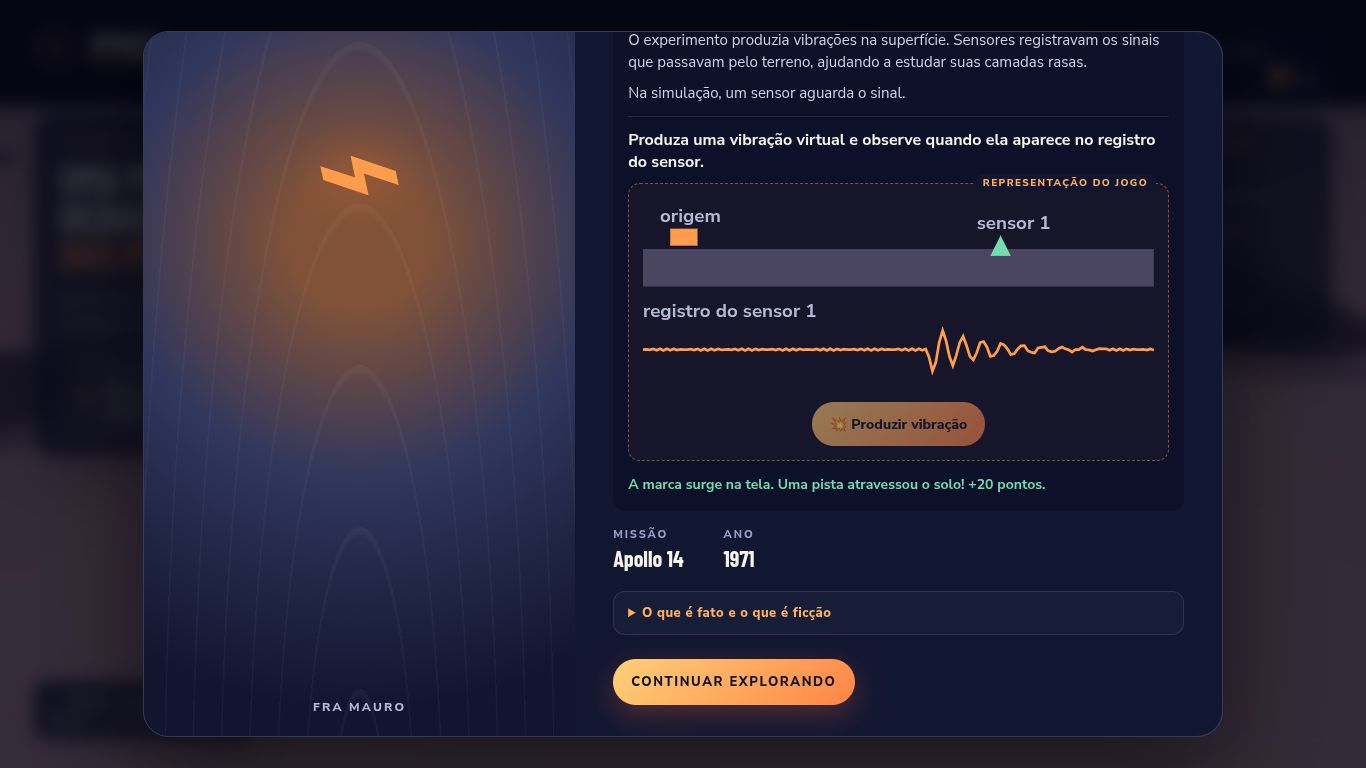 O experimento produzia vibrações na superfície. Sensores registravam os sinais
que passavam pelo terreno, ajudando a estudar suas camadas rasas.
Na simulação, um sensor aguarda o sinal.
Produza uma vibração virtual e observe quando ela aparece no registro
do sensor.
REPRESENTAÇÃO DO JOGO
origem
sensor 1
registro do sensor 1
💥 Produzir vibração
A marca surge na tela. Uma pista atravessou o solo! +20 pontos.
MISSÃO
Apollo 14
ANO
1971
▶ O que é fato e o que é ficção
CONTINUAR EXPLORANDO
FRA MAURO